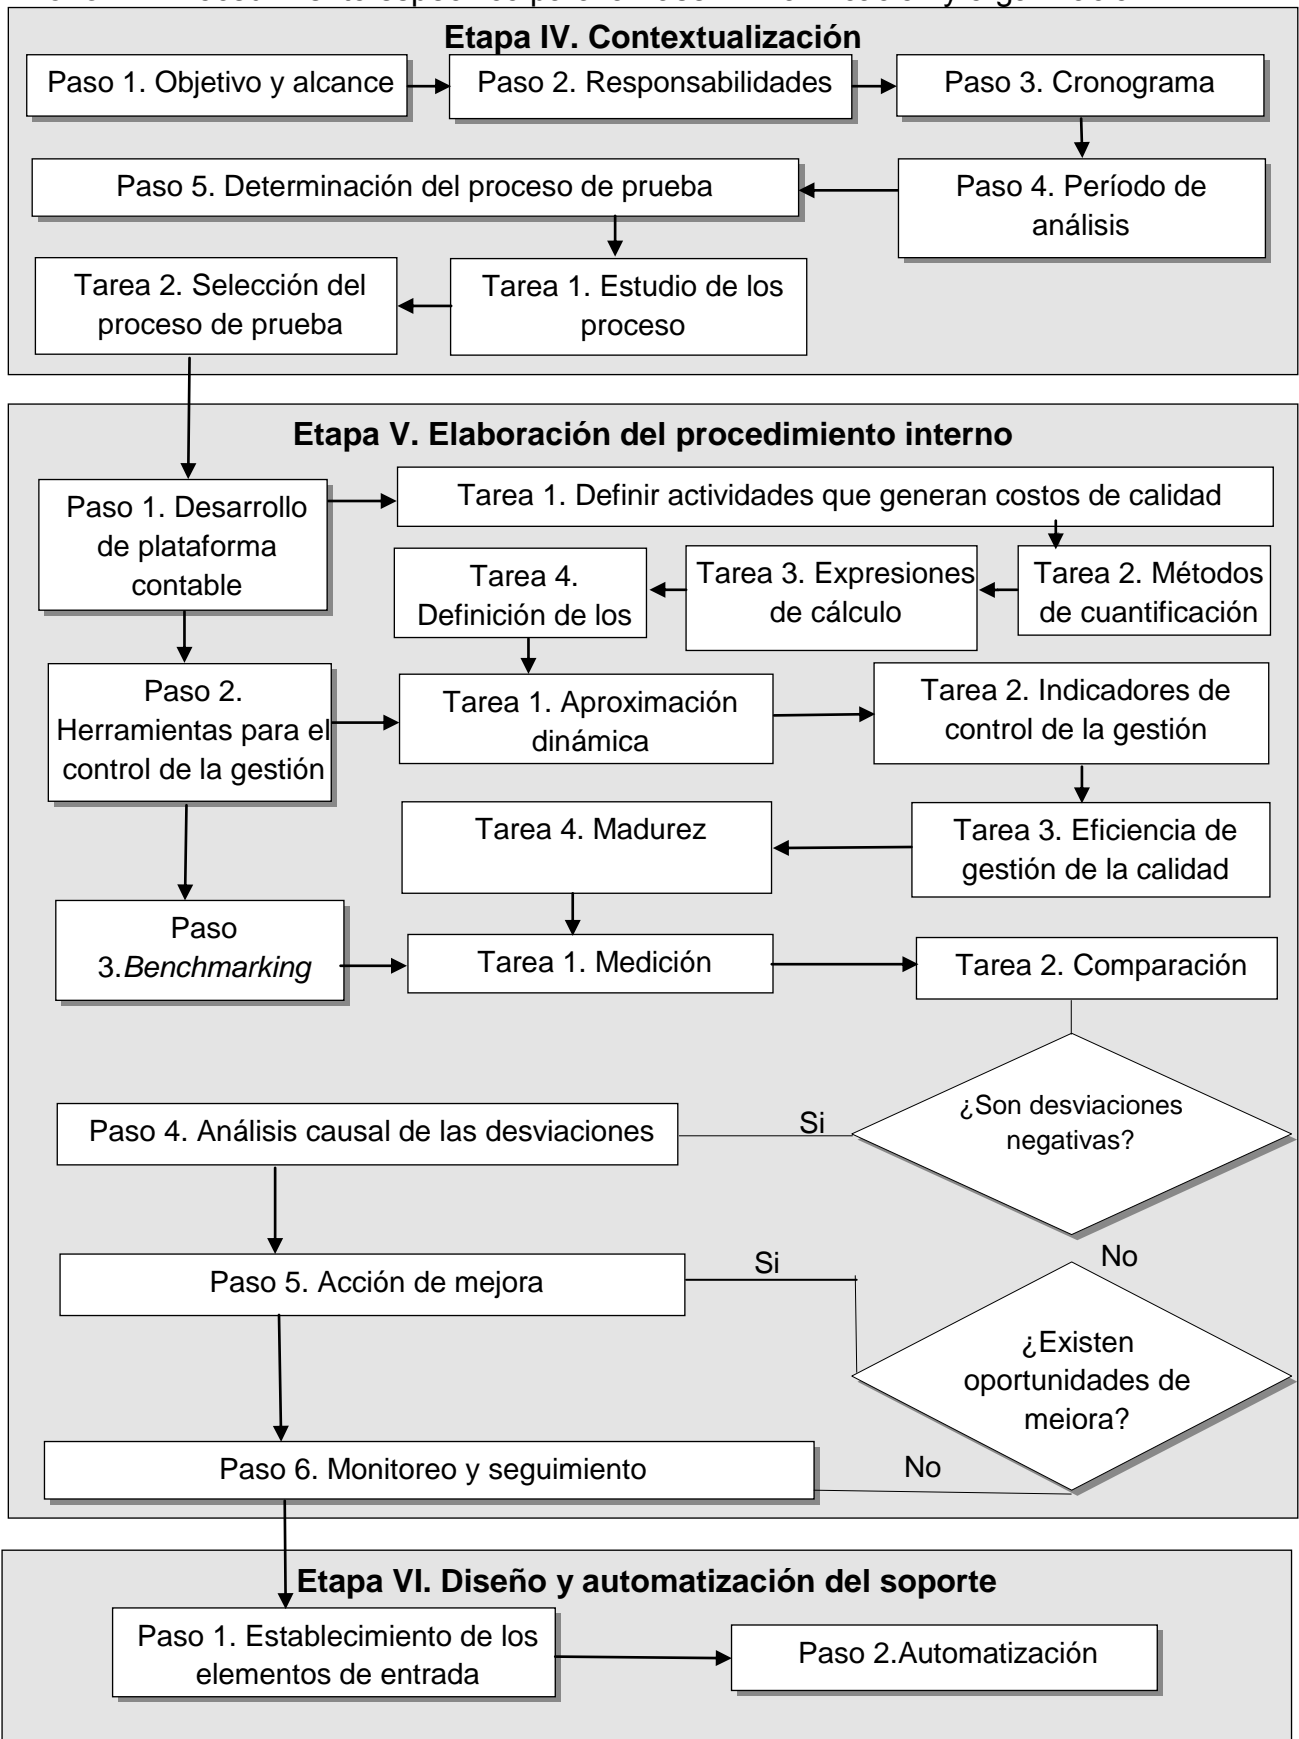 Etapa IV. Contextualización
Paso 1. Objetivo y alcance
Paso 2. Responsabilidades
Paso 3. Cronograma
Paso 4. Período de
análisis
Paso 5. Determinación del proceso de prueba
Tarea 1. Estudio de los
proceso
Tarea 2. Selección del
proceso de prueba
Etapa V. Elaboración del procedimiento interno
Paso 1. Desarrollo
de plataforma
contable
Tarea 1. Definir actividades que generan costos de calidad
Tarea 2. Métodos
de cuantificación
Tarea 3. Expresiones
de cálculo
Tarea 4.
Definición de los
Paso 2.
Herramientas para el
control de la gestión
Tarea 1. Aproximación
dinámica
Tarea 2. Indicadores de
control de la gestión
Tarea 3. Eficiencia de
gestión de la calidad
Tarea 4. Madurez
Paso
3.Benchmarking
Tarea 1. Medición
Tarea 2. Comparación
¿Son desviaciones
negativas?
Si
Paso 4. Análisis causal de las desviaciones
No
Si
Paso 5. Acción de mejora
¿Existen
oportunidades de
mejora?
No
Paso 6. Monitoreo y seguimiento
Etapa VI. Diseño y automatización del soporte
Paso 1. Establecimiento de los
elementos de entrada
Paso 2.Automatización